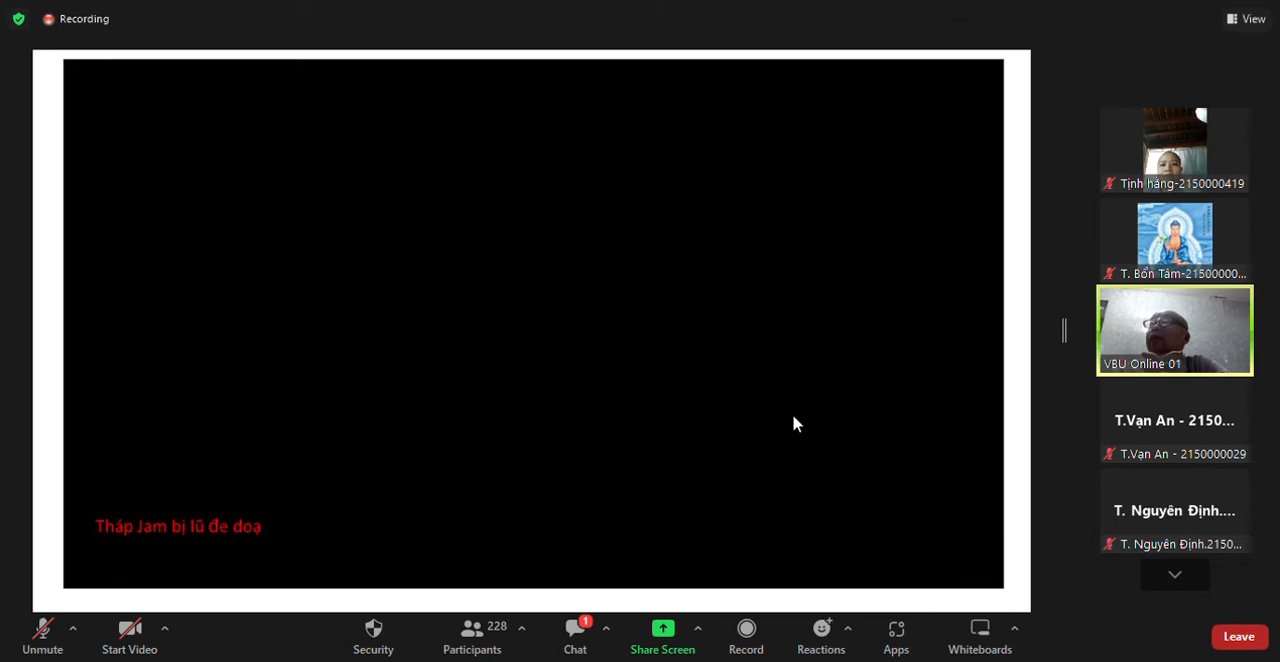 Recording
View
Tháp Jam bị lũ đe doạ
Tịnh hằng-2150000419
T. Bổn Tâm-21500000...
VBU Online 01
T.Vạn An - 2150...
T.Vạn An - 2150000029
T. Nguyên Định....
T. Nguyên Định.2150...
Unmute
Start Video
Security
228
Participants
1
Chat
Share Screen
Record
Reactions
Apps
Whiteboards
Leave